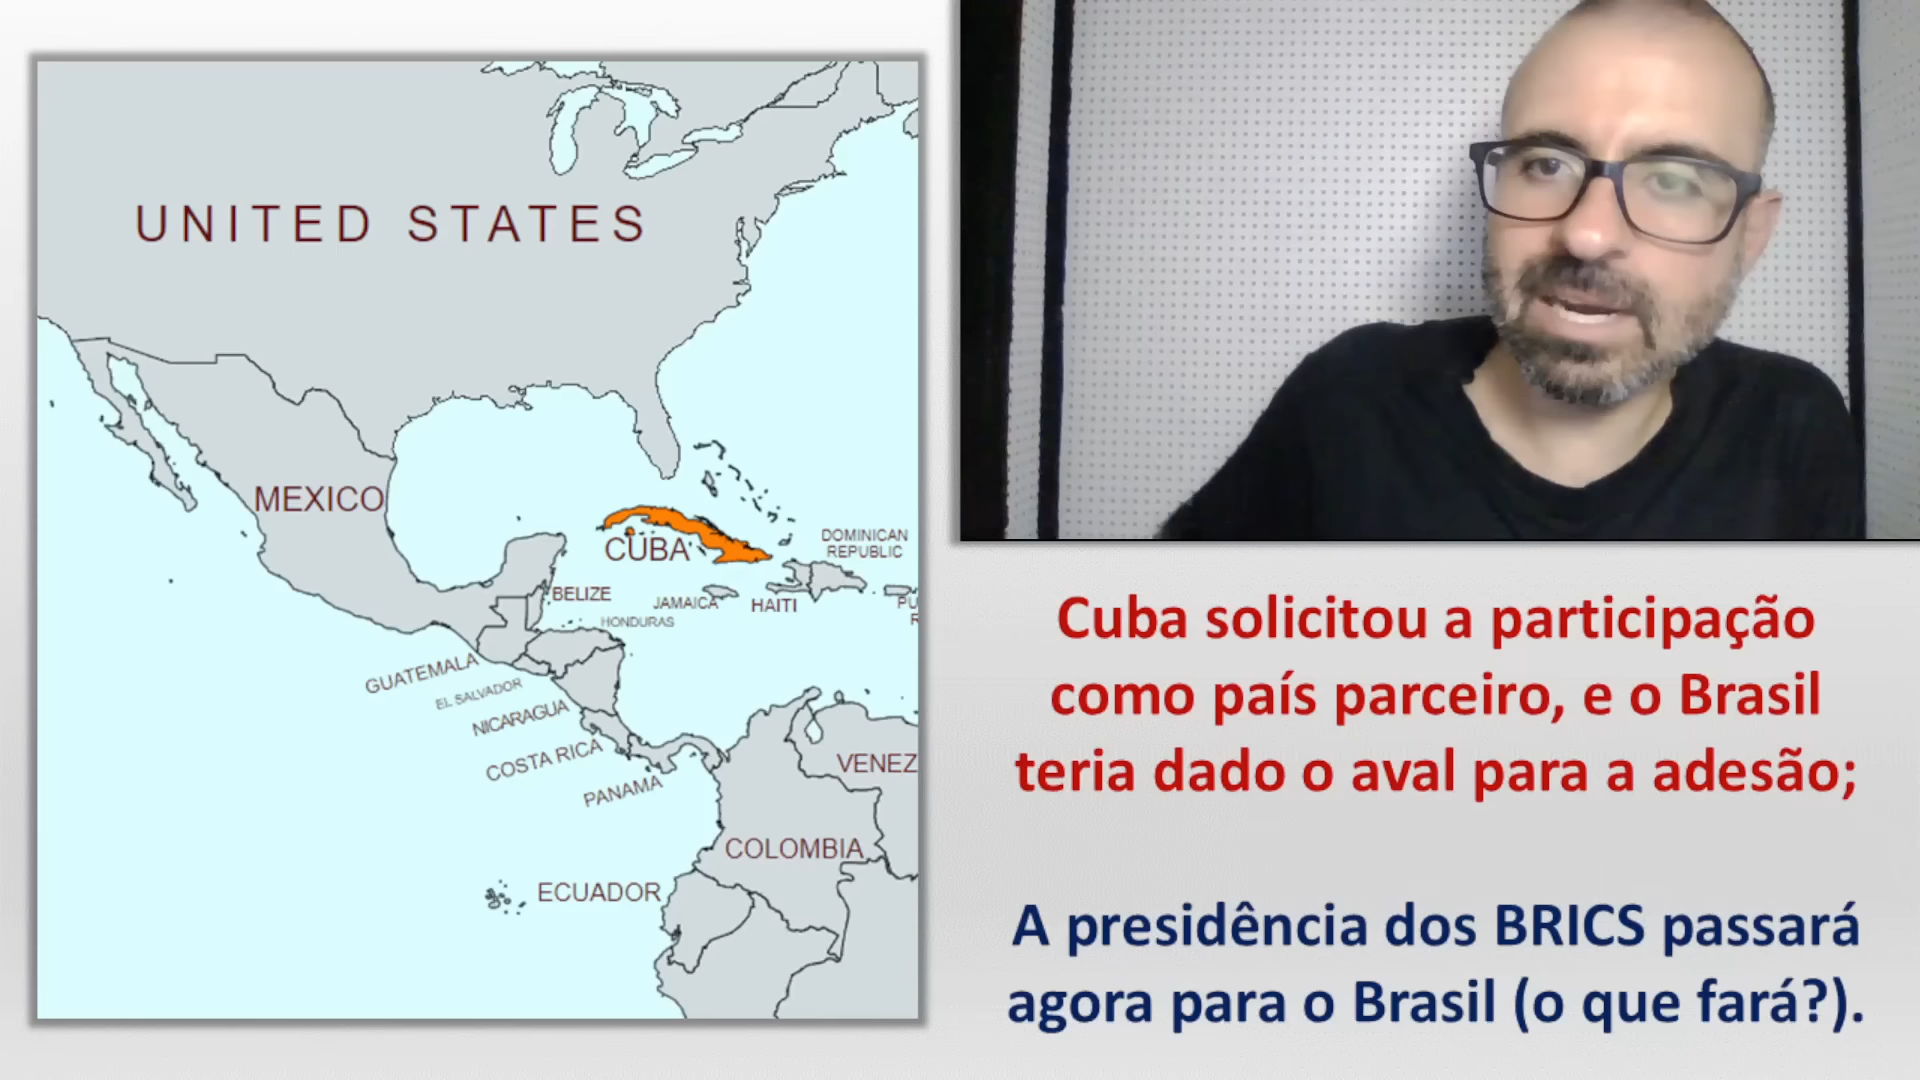 UNITED STATES
MEXICO
CUBA
DOMINICAN
REPUBLIC
BELIZE
JAMAICA
HAITI
HONDURAS
GUATEMALA
EL SALVADOR
NICARAGUA
COSTA RICA
PANAMA
VENEZ
COLOMBIA
ECUADOR
Cuba solicitou a participação
como país parceiro, e o Brasil
teria dado o aval para a adesão;
A presidência dos BRICS passará
agora para o Brasil (o que fará?).